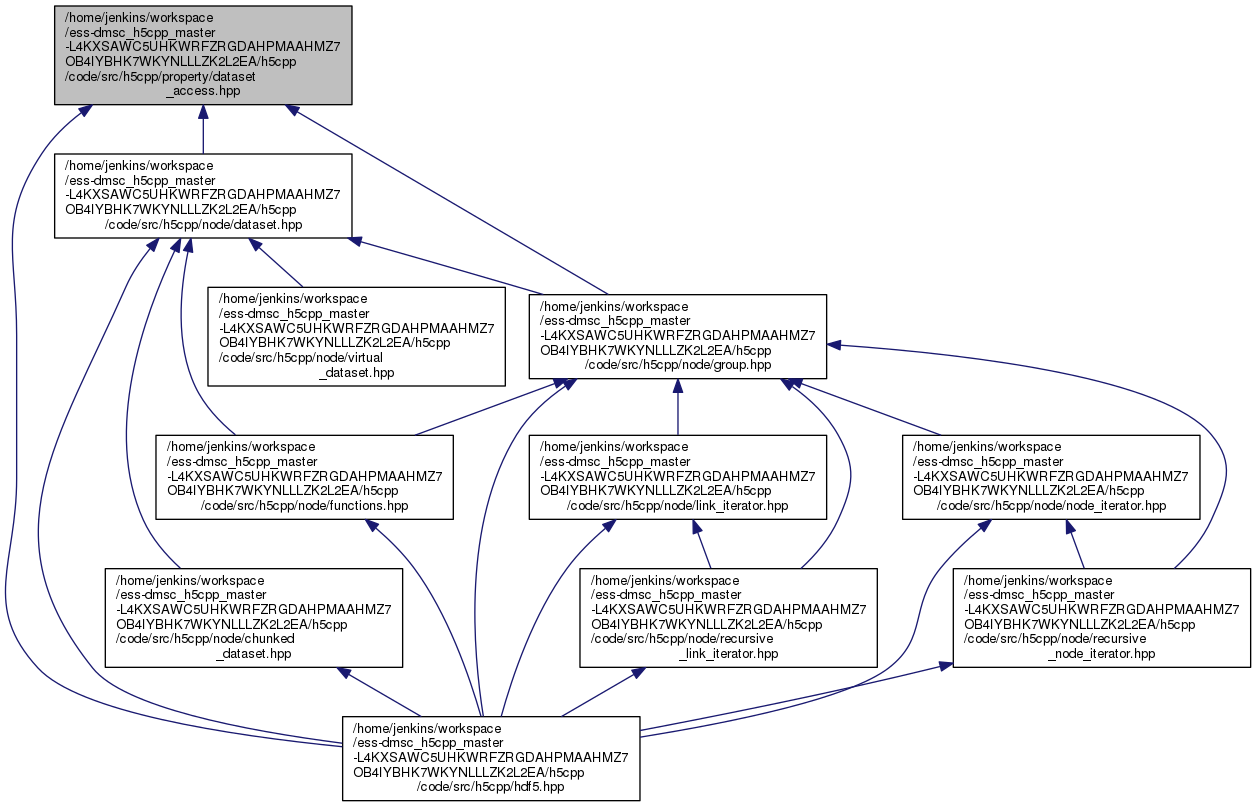 /home/jenkins/workspace
/ess-dmsc_h5cpp_master
-L4KXSAWC5UHKWRFZRGDAHPMAAHMZ7
OB4IYBHK7WKYNLLLZK2L2EA/h5cpp
/code/src/h5cpp/property/dataset
_access.hpp
/home/jenkins/workspace
/ess-dmsc_h5cpp_master
-L4KXSAWC5UHKWRFZRGDAHPMAAHMZ7
OB4IYBHK7WKYNLLLZK2L2EA/h5cpp
/code/src/h5cpp/node/dataset.hpp
/home/jenkins/workspace
/ess-dmsc_h5cpp_master
-L4KXSAWC5UHKWRFZRGDAHPMAAHMZ7
OB4IYBHK7WKYNLLLZK2L2EA/h5cpp
/code/src/h5cpp/node/virtual
_dataset.hpp
/home/jenkins/workspace
/ess-dmsc_h5cpp_master
-L4KXSAWC5UHKWRFZRGDAHPMAAHMZ7
OB4IYBHK7WKYNLLLZK2L2EA/h5cpp
/code/src/h5cpp/node/group.hpp
/home/jenkins/workspace
/ess-dmsc_h5cpp_master
-L4KXSAWC5UHKWRFZRGDAHPMAAHMZ7
OB4IYBHK7WKYNLLLZK2L2EA/h5cpp
/code/src/h5cpp/node/functions.hpp
/home/jenkins/workspace
/ess-dmsc_h5cpp_master
-L4KXSAWC5UHKWRFZRGDAHPMAAHMZ7
OB4IYBHK7WKYNLLLZK2L2EA/h5cpp
/code/src/h5cpp/node/link_iterator.hpp
/home/jenkins/workspace
/ess-dmsc_h5cpp_master
-L4KXSAWC5UHKWRFZRGDAHPMAAHMZ7
OB4IYBHK7WKYNLLLZK2L2EA/h5cpp
/code/src/h5cpp/node/node_iterator.hpp
/home/jenkins/workspace
/ess-dmsc_h5cpp_master
-L4KXSAWC5UHKWRFZRGDAHPMAAHMZ7
OB4IYBHK7WKYNLLLZK2L2EA/h5cpp
/code/src/h5cpp/node/chunked
_dataset.hpp
/home/jenkins/workspace
/ess-dmsc_h5cpp_master
-L4KXSAWC5UHKWRFZRGDAHPMAAHMZ7
OB4IYBHK7WKYNLLLZK2L2EA/h5cpp
/code/src/h5cpp/node/recursive
_link_iterator.hpp
/home/jenkins/workspace
/ess-dmsc_h5cpp_master
-L4KXSAWC5UHKWRFZRGDAHPMAAHMZ7
OB4IYBHK7WKYNLLLZK2L2EA/h5cpp
/code/src/h5cpp/node/recursive
_node_iterator.hpp
/home/jenkins/workspace
/ess-dmsc_h5cpp_master
-L4KXSAWC5UHKWRFZRGDAHPMAAHMZ7
OB4IYBHK7WKYNLLLZK2L2EA/h5cpp
/code/src/h5cpp/hdf5.hpp